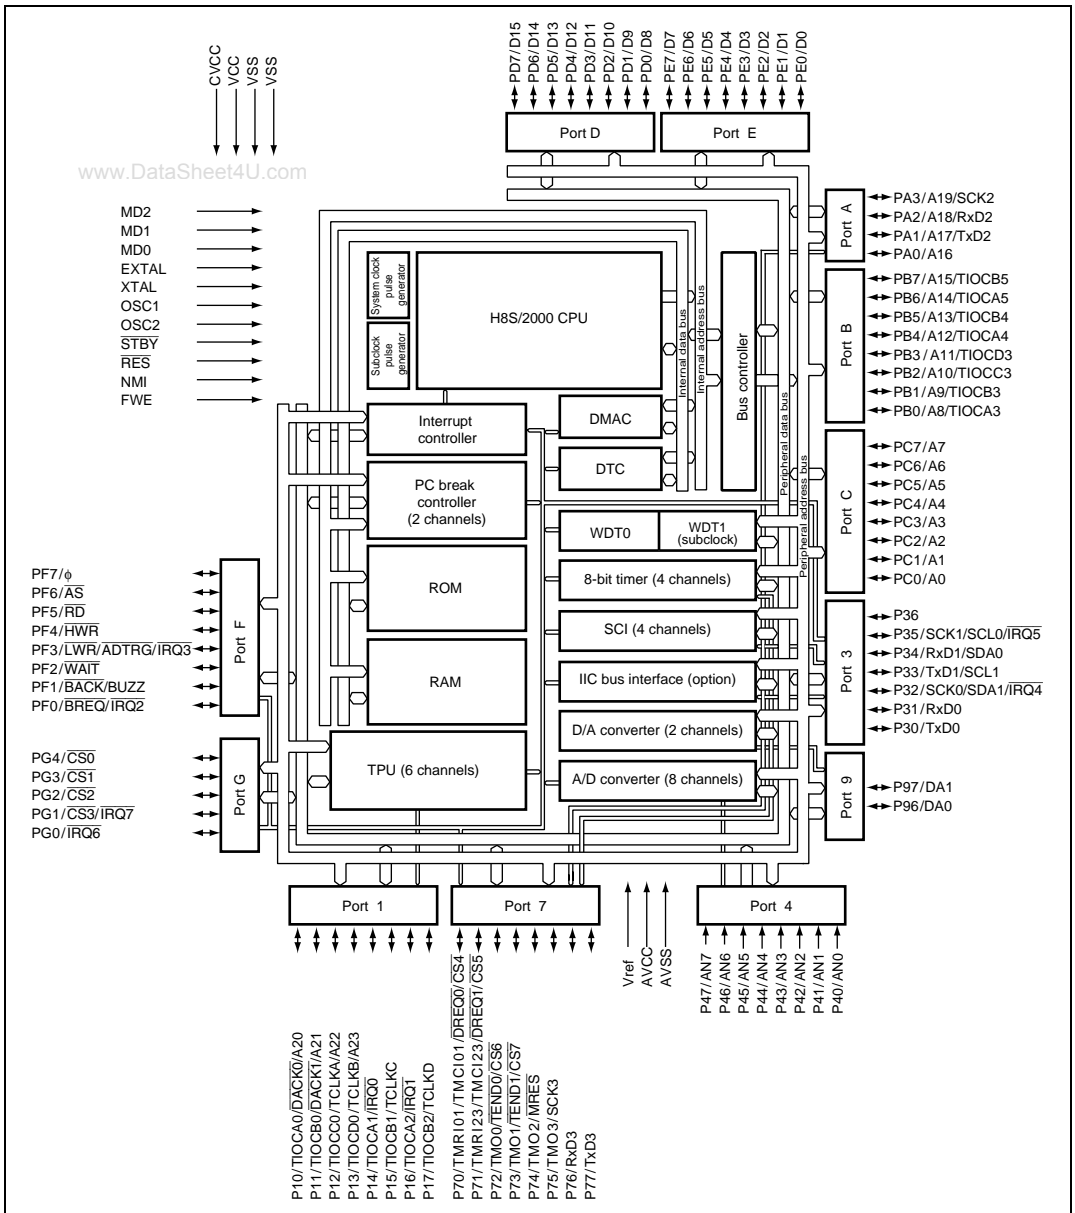 CVCC
VCC
VSS
VSS
PD7/D15
PD6/D14
PD5/D13
PD4/D12
PD3/D11
PD2/D10
PD1/D9
PD0/D8
PE7/D7
PE6/D6
PE5/D5
PE4/D4
PE3/D3
PE2/D2
PE1/D1
PE0/D0
Port D
Port E
www.DataSheet4U.com
MD2
MD1
MD0
EXTAL
XTAL
OSC1
OSC2
STBY
RES
NMI
FWE
System clock
pulse
generator
Subclock
pulse
generator
H8S/2000 CPU
Internal data bus
Internal address bus
Bus controller
Peripheral data bus
Peripheral address bus
Interrupt
controller
PC break
controller
(2 channels)
ROM
RAM
TPU (6 channels)
DMAC
DTC
WDT0
WDT1
(subclock)
8-bit timer (4 channels)
SCI (4 channels)
IIC bus interface (option)
D/A converter (2 channels)
A/D converter (8 channels)
Port A
PA3/A19/SCK2
PA2/A18/RxD2
PA1/A17/TxD2
PA0/A16
Port B
PB7/A15/TIOCB5
PB6/A14/TIOCA5
PB5/A13/TIOCB4
PB4/A12/TIOCA4
PB3/A11/TIOCD3
PB2/A10/TIOCC3
PB1/A9/TIOCB3
PB0/A8/TIOCA3
Port C
PC7/A7
PC6/A6
PC5/A5
PC4/A4
PC3/A3
PC2/A2
PC1/A1
PC0/A0
Port 3
P36
P35/SCK1/SCL0/IRQ5
P34/RxD1/SDA0
P33/TxD1/SCL1
P32/SCK0/SDA1/IRQ4
P31/RxD0
P30/TxD0
Port 9
P97/DA1
P96/DA0
PF7/ϕ
PF6/AS
PF5/RD
PF4/HWR
PF3/LWR/ADTRG/IRQ3
PF2/WAIT
PF1/BACK/BUZZ
PF0/BREQ/IRQ2
Port F
PG4/CS0
PG3/CS1
PG2/CS2
PG1/CS3/IRQ7
PG0/IRQ6
Port G
Port 1
Port 7
Port 4
P10/TIOCA0/DACK0/A20
P11/TIOCB0/DACK1/A21
P12/TIOCC0/TCLKA/A22
P13/TIOCD0/TCLKB/A23
P14/TIOCA1/IRQ0
P15/TIOCB1/TCLKC
P16/TIOCA2/IRQ1
P17/TIOCB2/TCLKD
P70/TMRI01/TMCI01/DREQ0/CS4
P71/TMRI23/TMCI23/DREQ1/CS5
P72/TMO0/TEND0/CS6
P73/TMO1/TEND1/CS7
P74/TMO2/MRES
P75/TMO3/SCK3
P76/RxD3
P77/TxD3
Vref
AVCC
AVSS
P47/AN7
P46/AN6
P45/AN5
P44/AN4
P43/AN3
P42/AN2
P41/AN1
P40/AN0